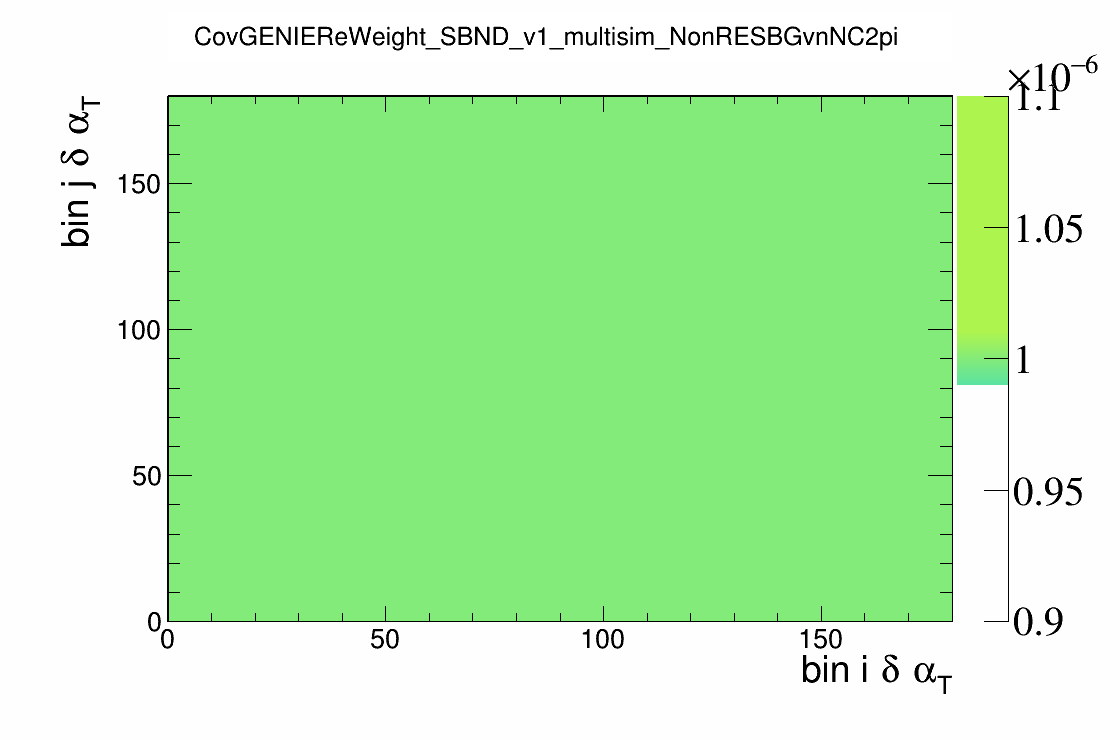 CovGENIEReWeight_SBND_v1_multisim_NonRESBGvnNC2pi
×10⁻⁶
1.1
1.05
1
0.95
0.9
bin j δ α_T
150
100
50
0
0 50 100 150
bin i δ α_T